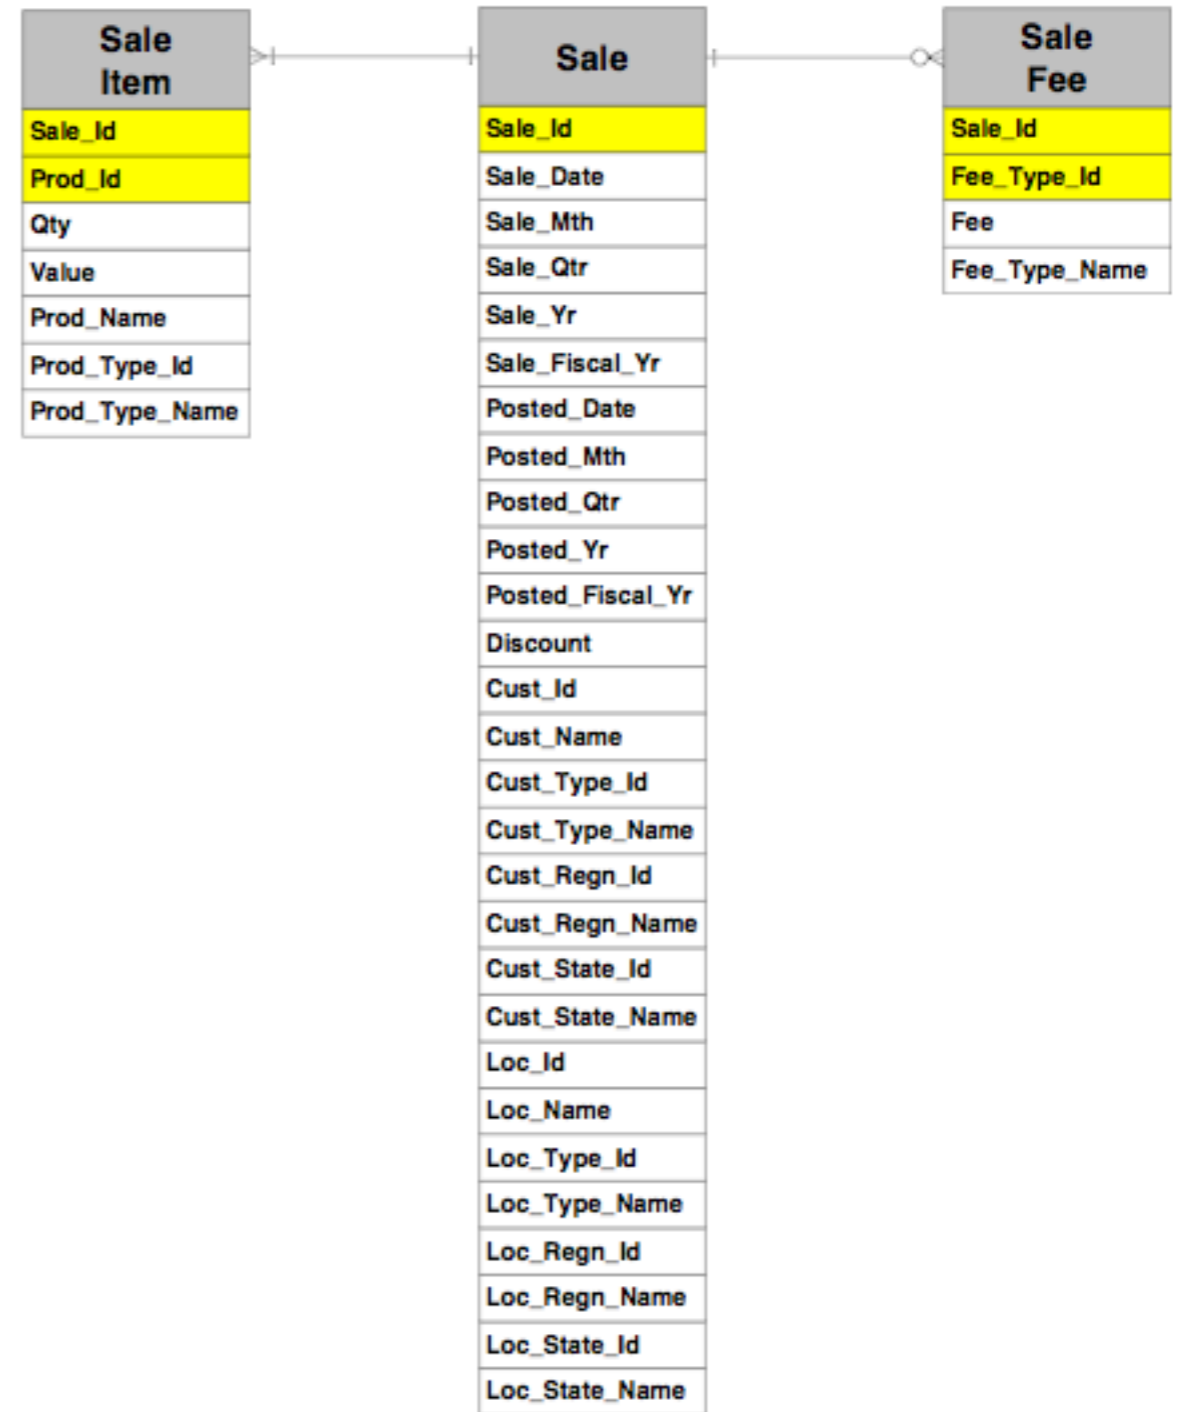 Sale
Item
Sale_Id
Prod_Id
Qty
Value
Prod_Name
Prod_Type_Id
Prod_Type_Name
Sale
Sale_Id
Sale_Date
Sale_Mth
Sale_Qtr
Sale_Yr
Sale_Fiscal_Yr
Posted_Date
Posted_Mth
Posted_Qtr
Posted_Yr
Posted_Fiscal_Yr
Discount
Cust_Id
Cust_Name
Cust_Type_Id
Cust_Type_Name
Cust_Regn_Id
Cust_Regn_Name
Cust_State_Id
Cust_State_Name
Loc_Id
Loc_Name
Loc_Type_Id
Loc_Type_Name
Loc_Regn_Id
Loc_Regn_Name
Loc_State_Id
Loc_State_Name
Sale
Fee
Sale_Id
Fee_Type_Id
Fee
Fee_Type_Name